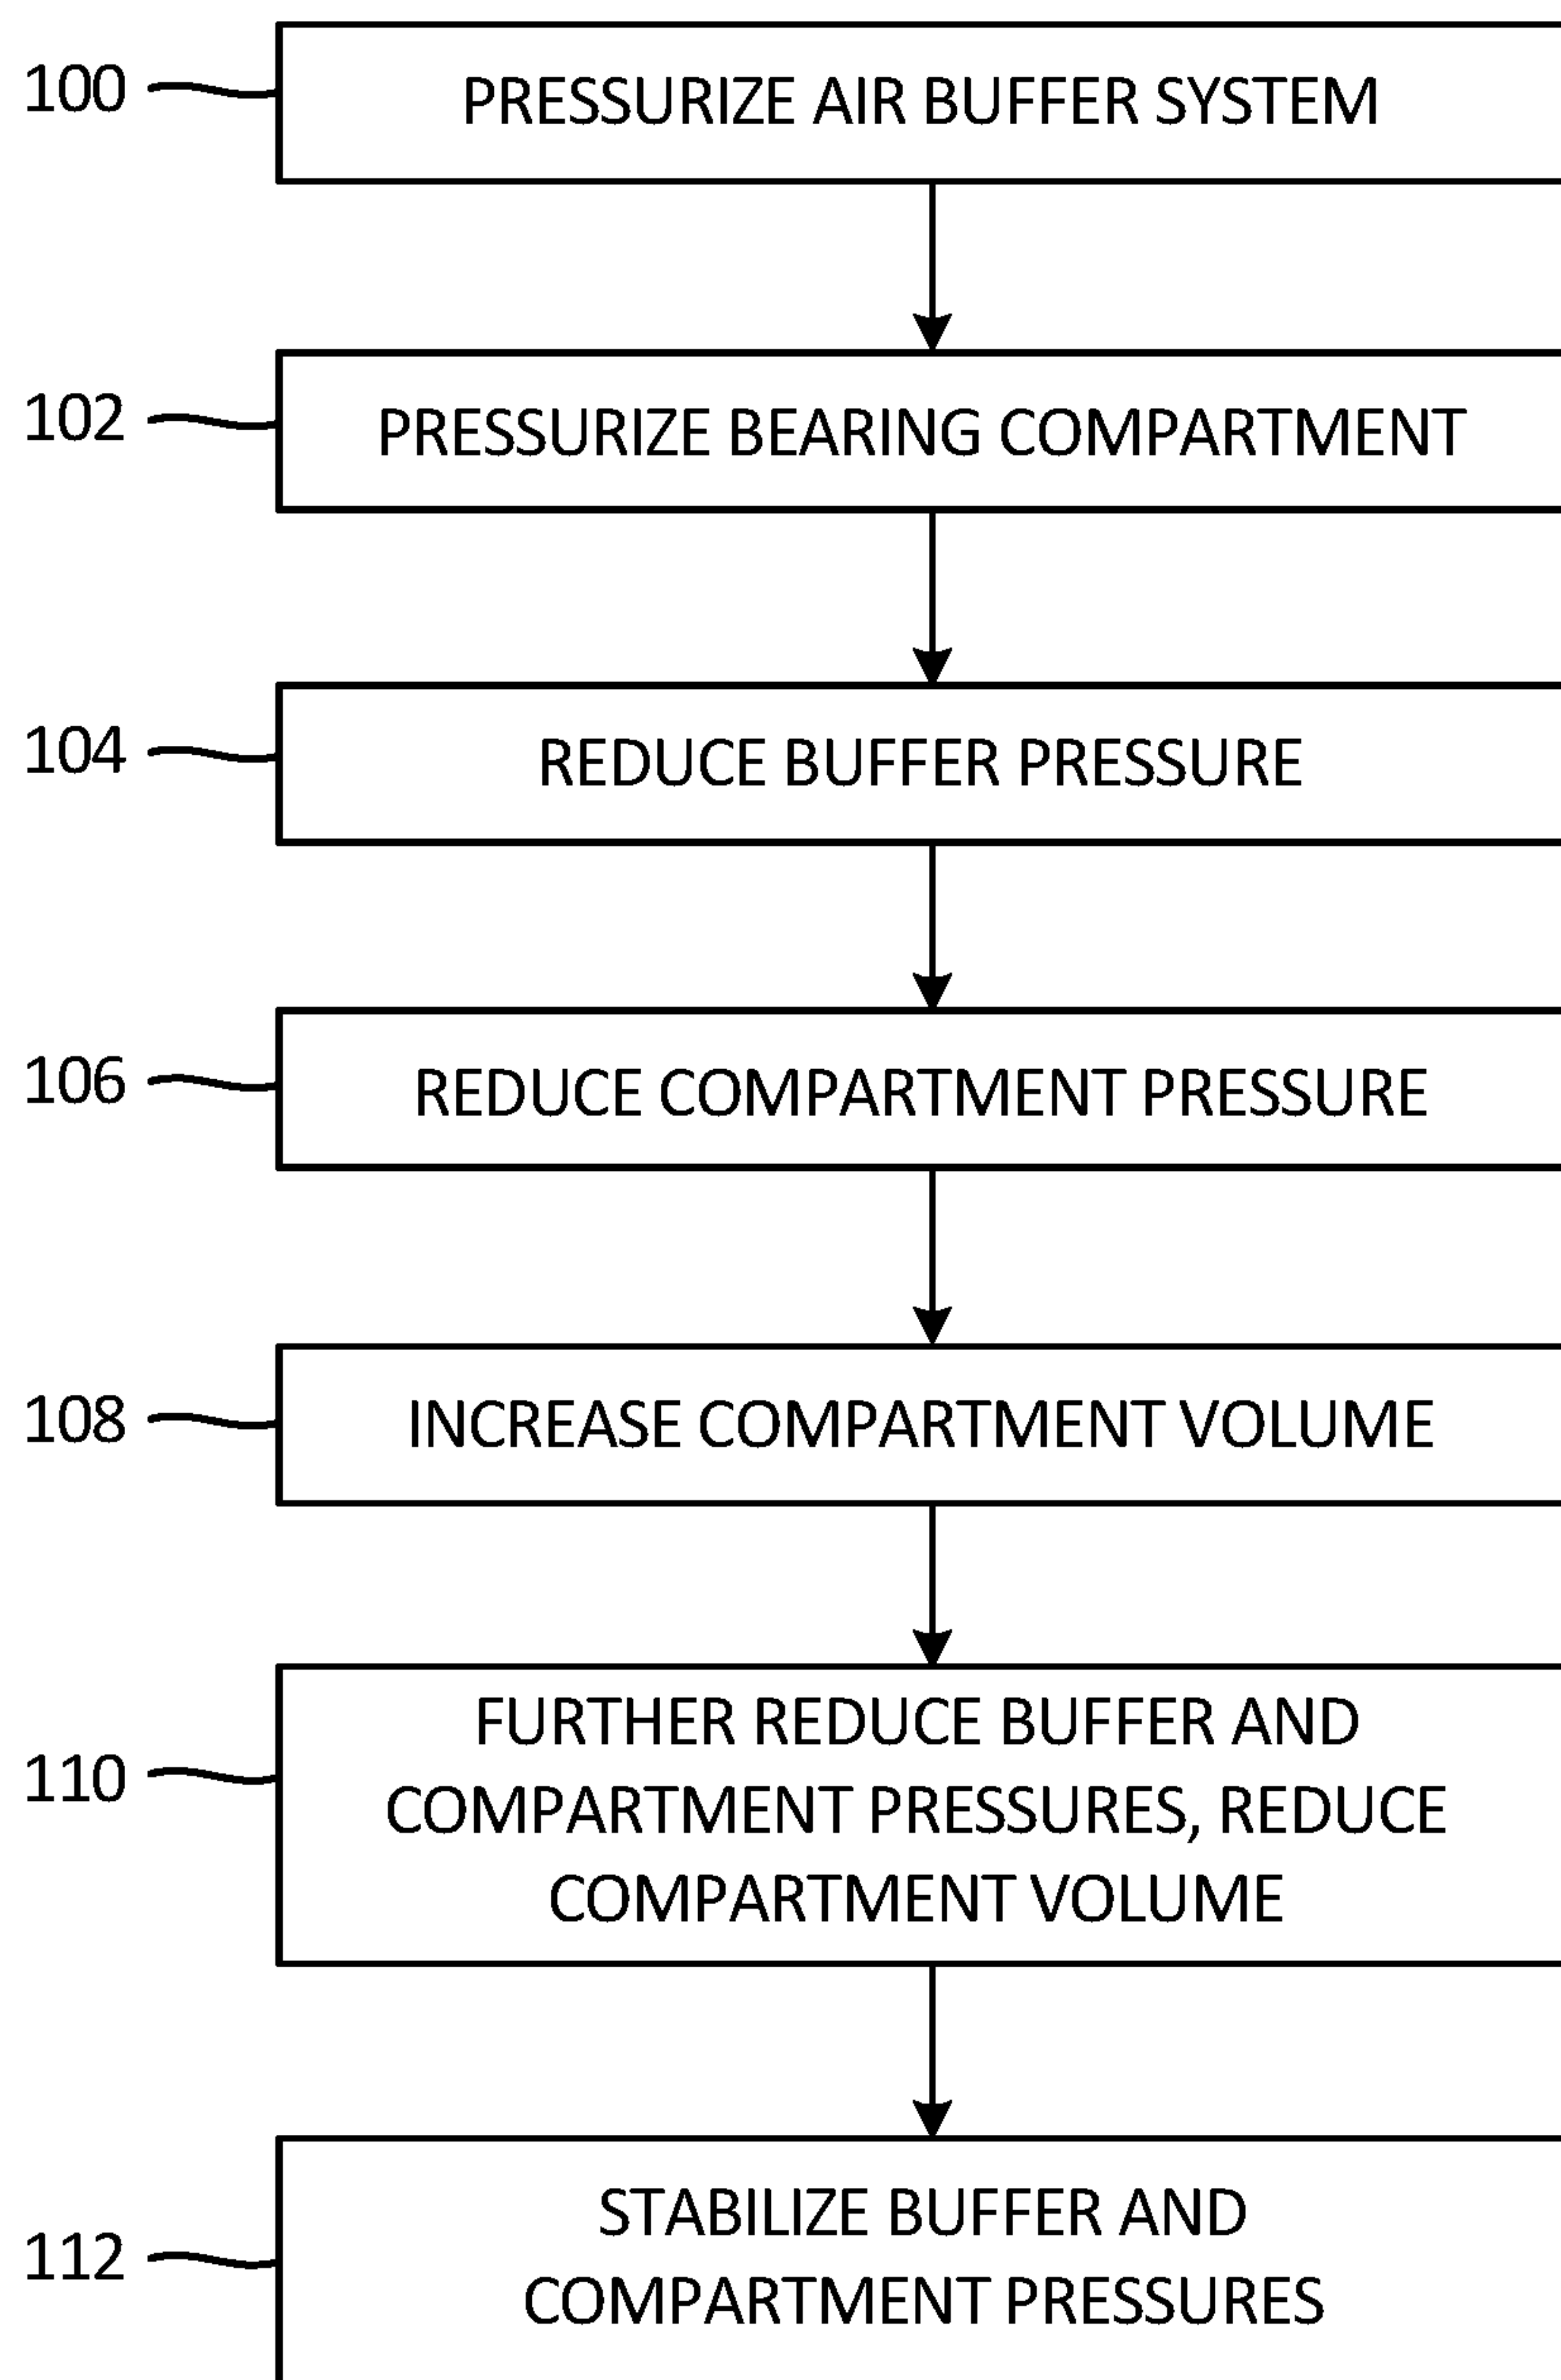 100
PRESSURIZE AIR BUFFER SYSTEM
102
PRESSURIZE BEARING COMPARTMENT
104
REDUCE BUFFER PRESSURE
106
REDUCE COMPARTMENT PRESSURE
108
INCREASE COMPARTMENT VOLUME
110
FURTHER REDUCE BUFFER AND
COMPARTMENT PRESSURES, REDUCE
COMPARTMENT VOLUME
112
STABILIZE BUFFER AND
COMPARTMENT PRESSURES